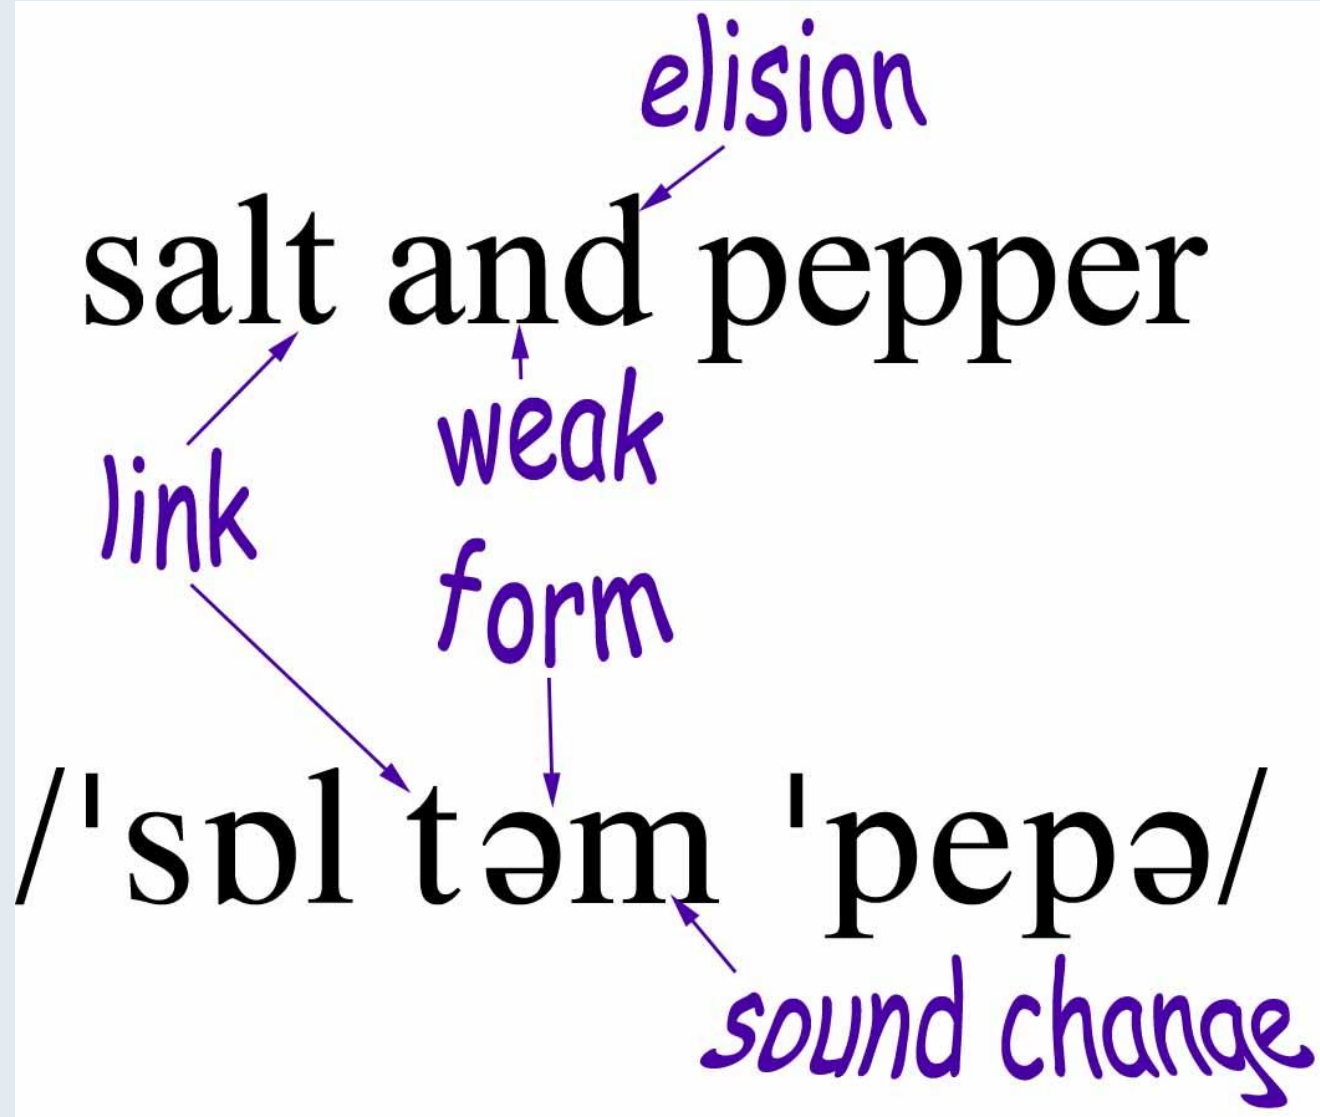 elision
salt and pepper
link
weak
form
/ˈsɒl təm ˈpepə/
sound change